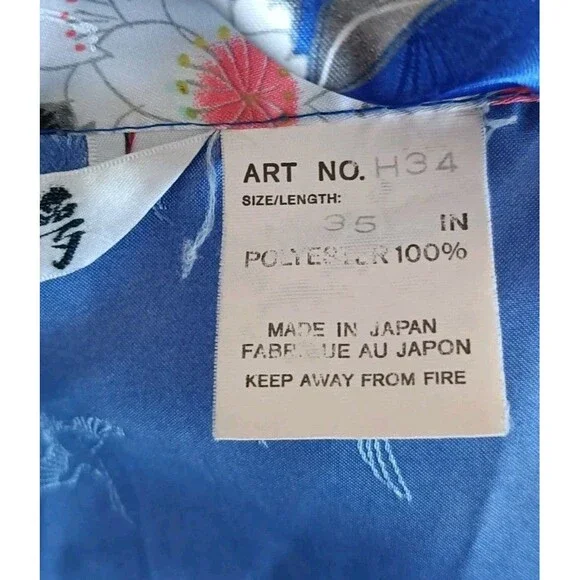 ART NO. H34
SIZE/LENGTH:
35 IN
POLYESTER 100%
MADE IN JAPAN
FABRIQUE AU JAPON
KEEP AWAY FROM FIRE